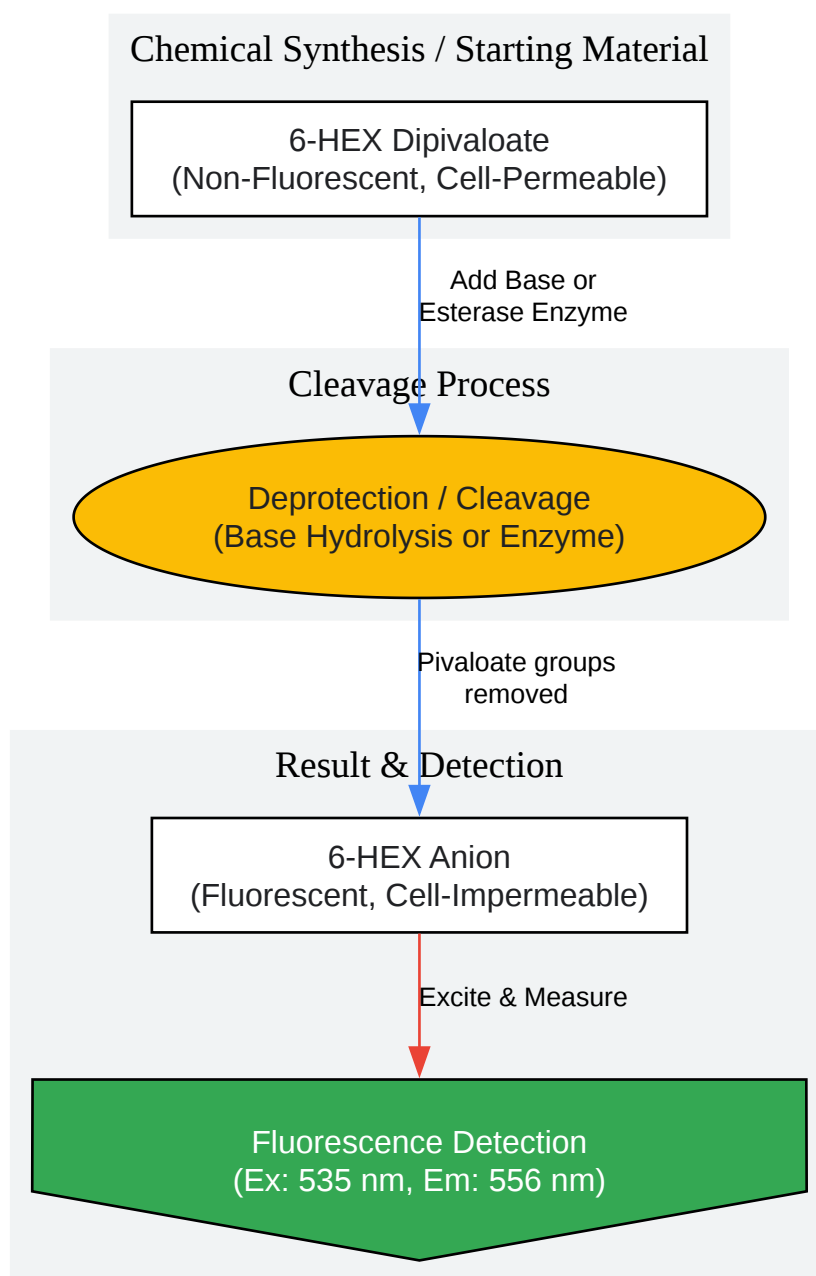 Chemical Synthesis / Starting Material
6-HEX Dipivaloate
(Non-Fluorescent, Cell-Permeable)
Add Base or
Esterase Enzyme
Cleavage Process
Deprotection / Cleavage
(Base Hydrolysis or Enzyme)
Pivaloate groups
removed
Result & Detection
6-HEX Anion
(Fluorescent, Cell-Impermeable)
Excite & Measure
Fluorescence Detection
(Ex: 535 nm, Em: 556 nm)